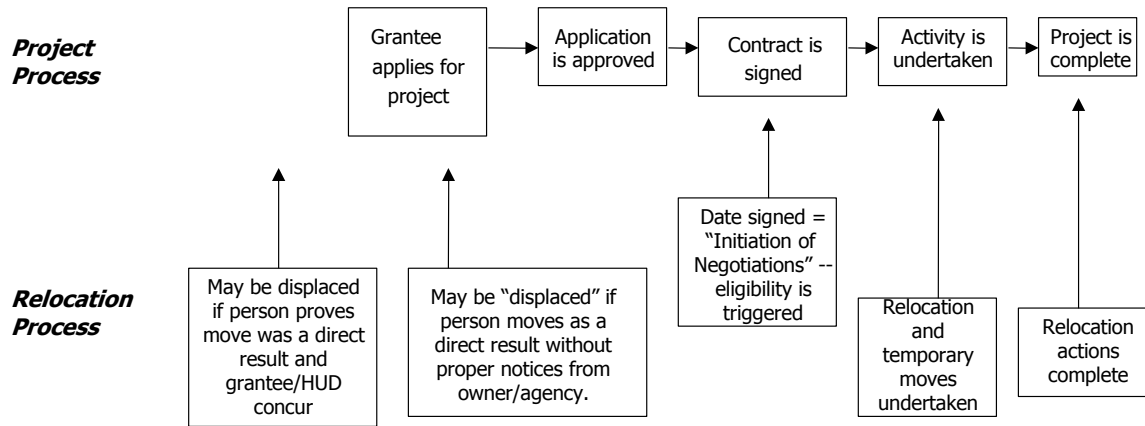 Project
Process
Grantee
applies for
project
Application
is approved
Contract is
signed
Activity is
undertaken
Project is
complete
Relocation
Process
May be displaced
if person proves
move was a direct
result and
grantee/HUD
concur
May be “displaced” if
person moves as a
direct result without
proper notices from
owner/agency.
Date signed =
“Initiation of
Negotiations” --
eligibility is
triggered
Relocation
and
temporary
moves
undertaken
Relocation
actions
complete